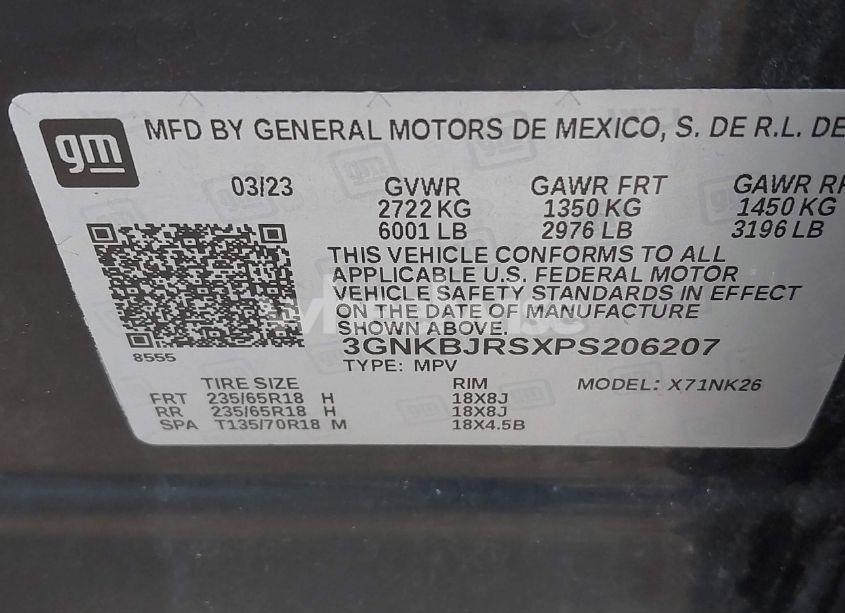 gm
MFD BY GENERAL MOTORS DE MEXICO, S. DE R.L. DE
03/23 GVWR GAWR FRT GAWR RR
2722 KG 1350 KG 1450 KG
6001 LB 2976 LB 3196 LB
THIS VEHICLE CONFORMS TO ALL
APPLICABLE U.S. FEDERAL MOTOR
VEHICLE SAFETY STANDARDS IN EFFECT
ON THE DATE OF MANUFACTURE
SHOWN ABOVE.
8555
3GNKBJRSXPS206207
TYPE: MPV
TIRE SIZE RIM MODEL: X71NK26
FRT 235/65R18 H 18X8J
RR 235/65R18 H 18X8J
SPA T135/70R18 M 18X4.5B